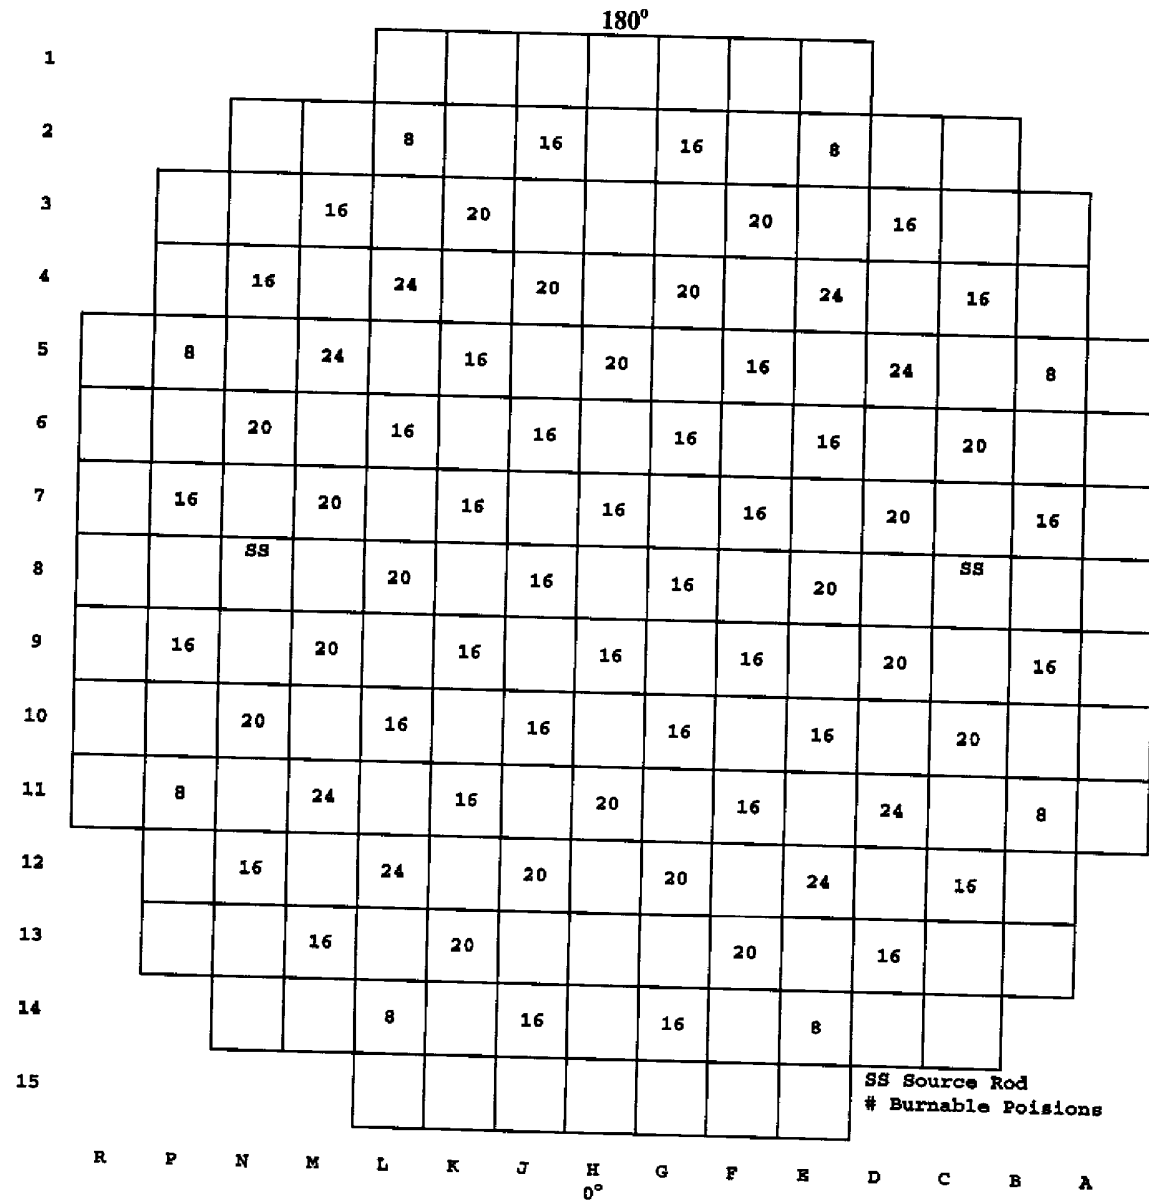 180°
1
2 8 16 16 8
3 16 20 20 16
4 16 24 20 20 24 16
5 8 24 16 20 16 24 8
6 20 16 16 16 16 20
7 16 20 16 16 16 20 16
8 SS 20 16 16 20 SS
9 16 20 16 16 16 20 16
10 20 16 16 16 16 20
11 8 24 16 20 16 24 8
12 16 24 20 20 24 16
13 16 20 20 16
14 8 16 16 8
15
SS Source Rod
# Burnable Poisions
R P N M L K J H G F E D C B A
0°